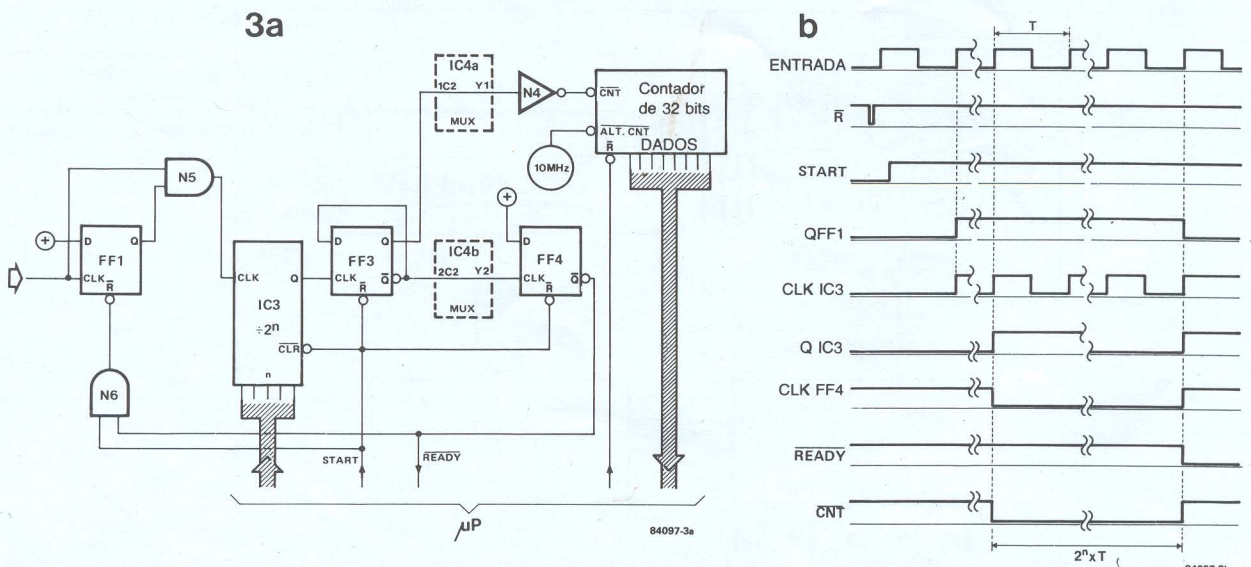 3a
IC4a
1C2 Y1
MUX
N4
CNT
Contador
de 32 bits
ALT. CNT
R
DADOS
10MHz
N5
+
D Q
FF1
CLK
R
N6
CLK Q
IC3
÷2ⁿ
CLR
n
D Q
FF3
CLK Q
R
IC4b
2C2 Y2
MUX
+
D
FF4
CLK Q
R
START
READY
µP
84097-3a
b
T
ENTRADA
R
START
QFF1
CLK IC3
Q IC3
CLK FF4
READY
CNT
2ⁿxT